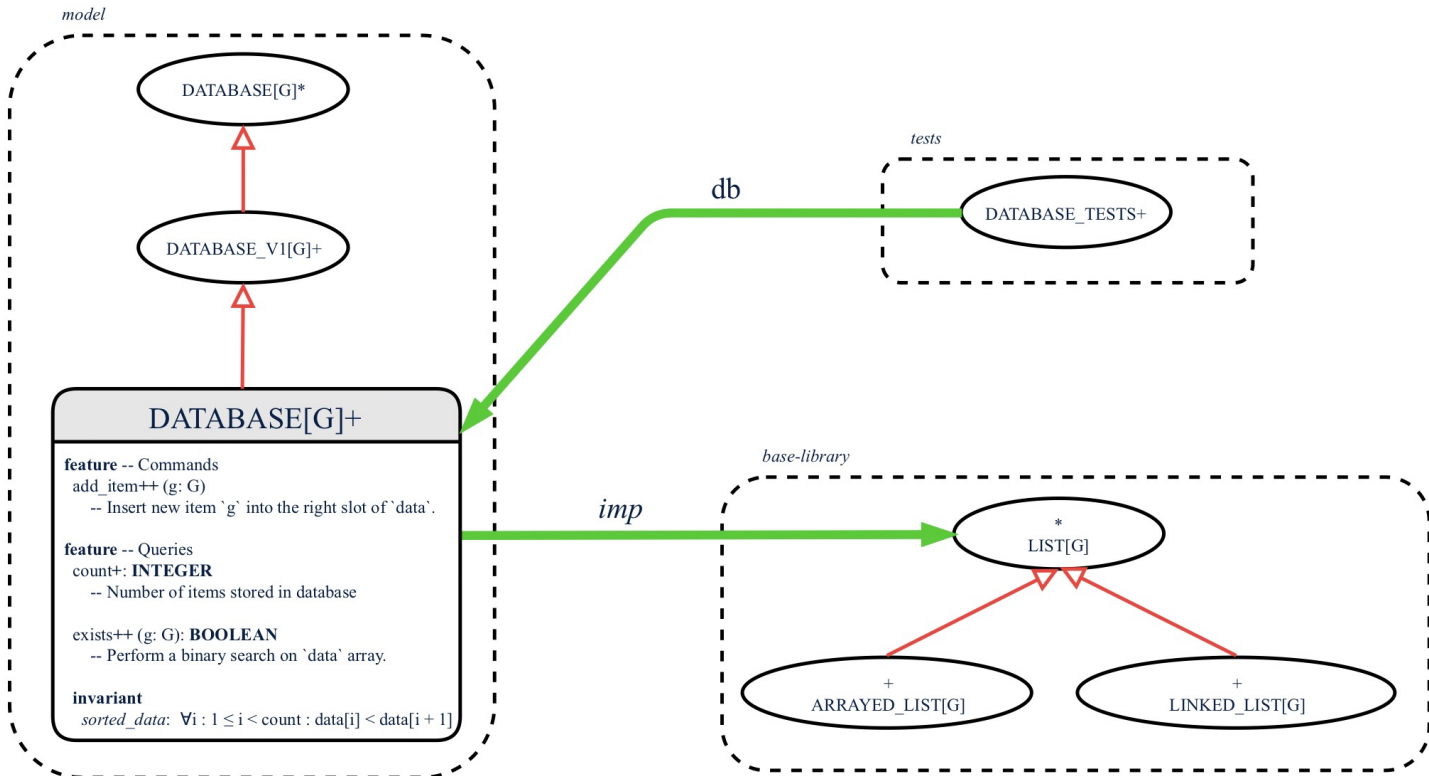 model
DATABASE[G]*
DATABASE_V1[G]+
DATABASE[G]+
feature -- Commands
add_item++ (g: G)
-- Insert new item `g` into the right slot of `data`.
feature -- Queries
count+: INTEGER
-- Number of items stored in database
exists++ (g: G): BOOLEAN
-- Perform a binary search on `data` array.
invariant
sorted_data: ∀i : 1 ≤ i < count : data[i] < data[i + 1]
db
tests
DATABASE_TESTS+
imp
base-library
*
LIST[G]
+
ARRAYED_LIST[G]
+
LINKED_LIST[G]